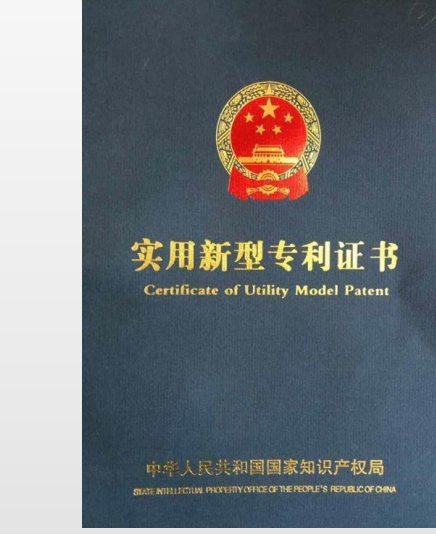 实用新型专利证书
Certificate of Utility Model Patent
中华人民共和国国家知识产权局
STATE INTELLECTUAL PROPERTY OFFICE OF THE PEOPLE'S REPUBLIC OF CHINA